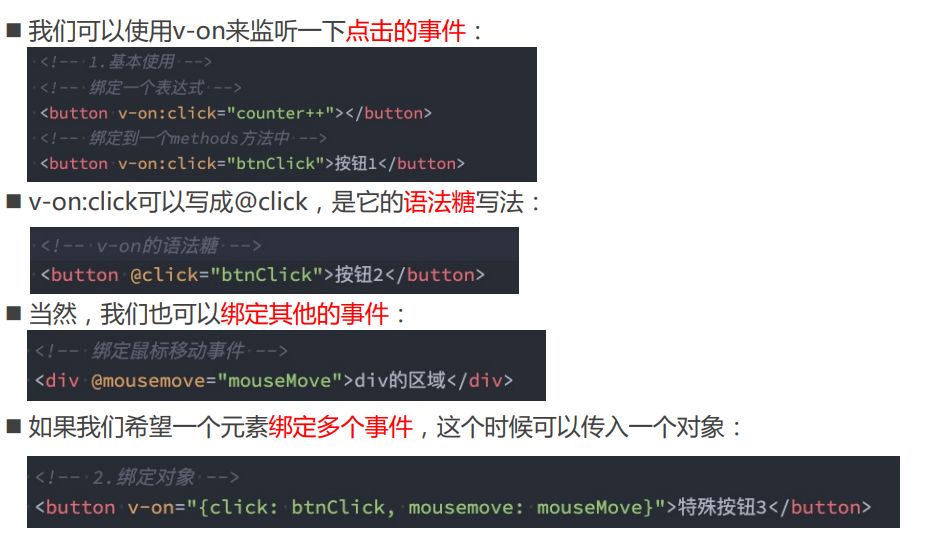 ■ 我们可以使用v-on来监听一下点击的事件：
<!-- 1.基本使用 -->
<!-- 绑定一个表达式 -->
<button v-on:click="counter++"></button>
<!-- 绑定到一个methods方法中 -->
<button v-on:click="btnClick">按钮1</button>
■ v-on:click可以写成@click，是它的语法糖写法：
<!-- v-on的语法糖 -->
<button @click="btnClick">按钮2</button>
■ 当然，我们也可以绑定其他的事件：
<!-- 绑定鼠标移动事件 -->
<div @mousemove="mouseMove">div的区域</div>
■ 如果我们希望一个元素绑定多个事件，这个时候可以传入一个对象：
<!-- 2.绑定对象 -->
<button v-on="{click: btnClick, mousemove: mouseMove}">特殊按钮3</button>